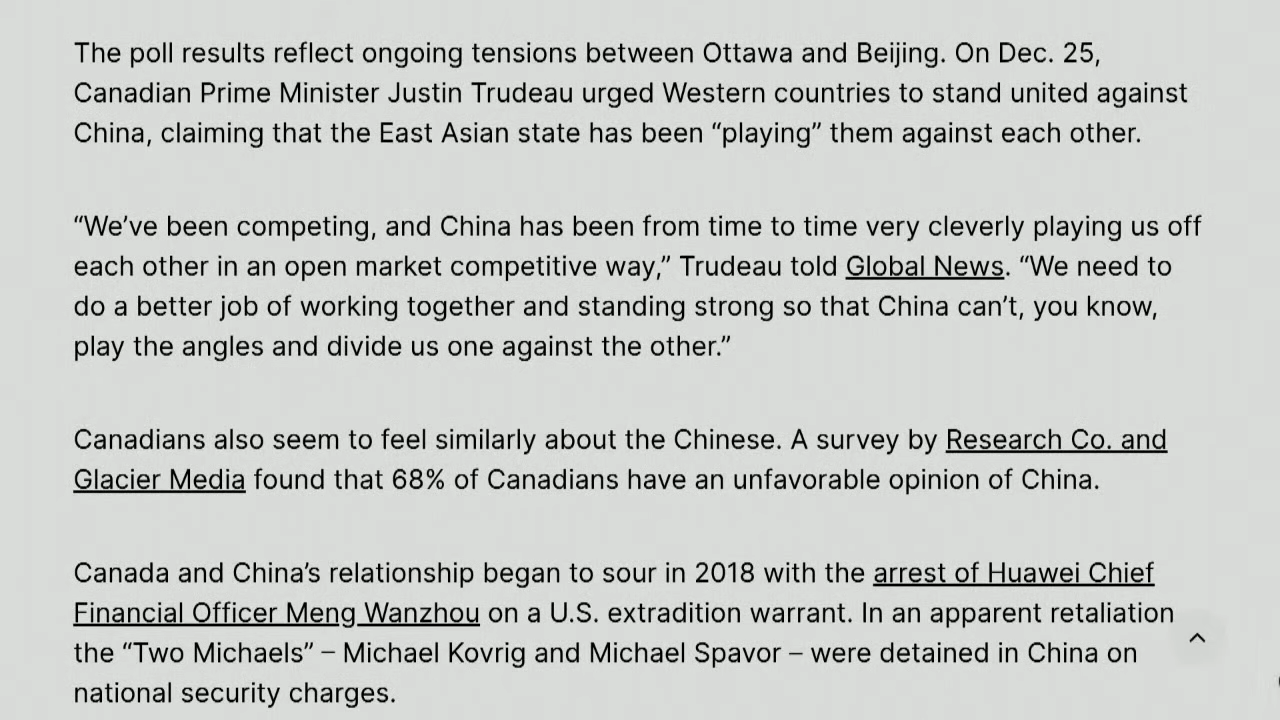 The poll results reflect ongoing tensions between Ottawa and Beijing. On Dec. 25,
Canadian Prime Minister Justin Trudeau urged Western countries to stand united against
China, claiming that the East Asian state has been “playing” them against each other.
“We’ve been competing, and China has been from time to time very cleverly playing us off
each other in an open market competitive way,” Trudeau told Global News. “We need to
do a better job of working together and standing strong so that China can’t, you know,
play the angles and divide us one against the other.”
Canadians also seem to feel similarly about the Chinese. A survey by Research Co. and
Glacier Media found that 68% of Canadians have an unfavorable opinion of China.
Canada and China’s relationship began to sour in 2018 with the arrest of Huawei Chief
Financial Officer Meng Wanzhou on a U.S. extradition warrant. In an apparent retaliation
the “Two Michaels” – Michael Kovrig and Michael Spavor – were detained in China on
national security charges.